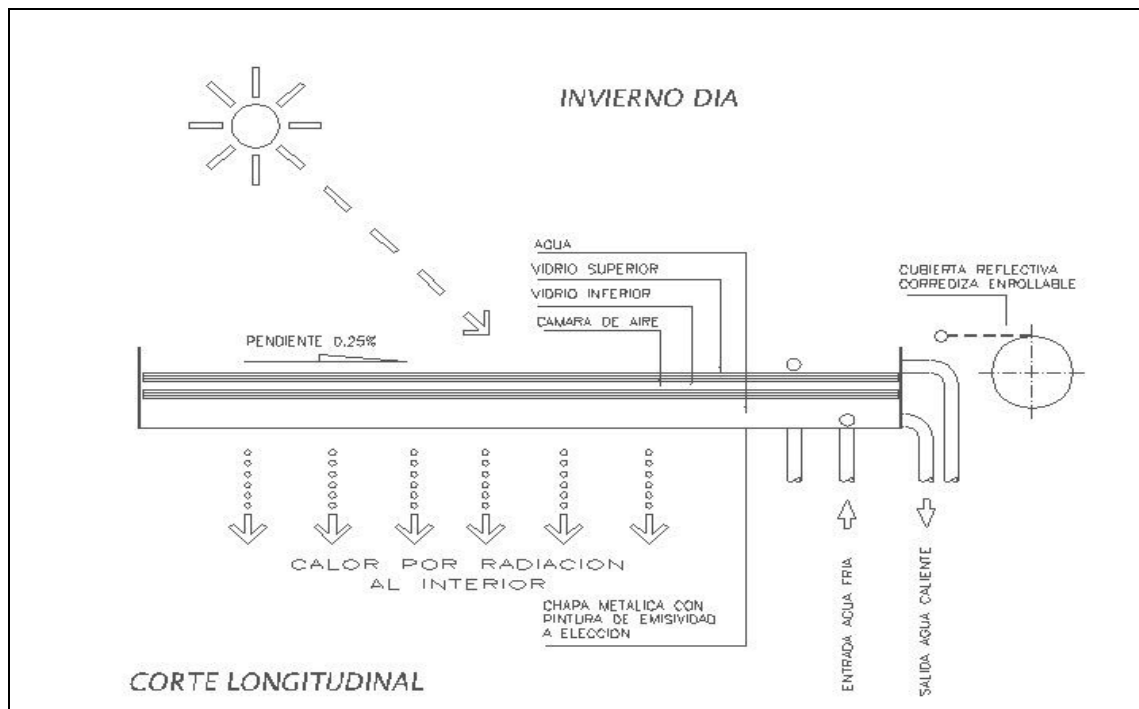 INVIERNO DIA
AGUA
VIDRIO SUPERIOR
VIDRIO INFERIOR
CAMARA DE AIRE
CUBIERTA REFLECTIVA
CORREDIZA ENROLLABLE
PENDIENTE 0.25%
CALOR POR RADIACION
AL INTERIOR
CHAPA METALICA CON
PINTURA DE EMISIVIDAD
A ELECCION
ENTRADA AGUA FRIA
SALIDA AGUA CALIENTE
CORTE LONGITUDINAL